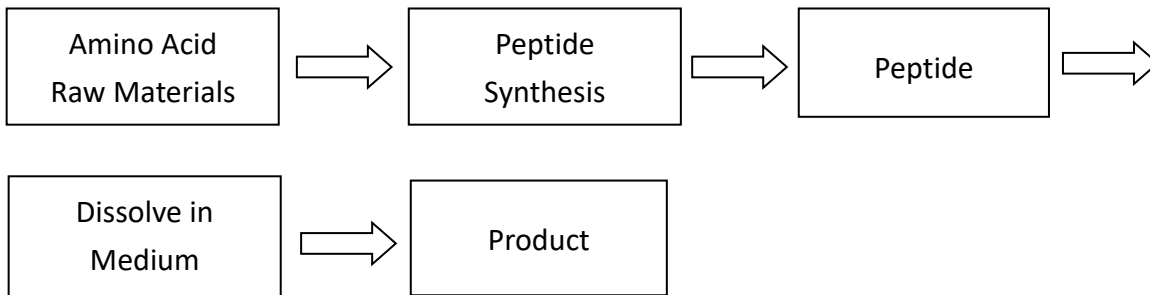 Amino Acid
Raw Materials
Peptide
Synthesis
Peptide
Dissolve in
Medium
Product